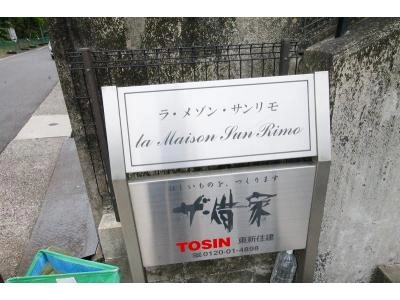 ラ・メゾン・サンリモ
la Maison Sun Rimo
ほしいものを、つくります
ザ・借家
TOSIN 東新住建
0120-01-4898